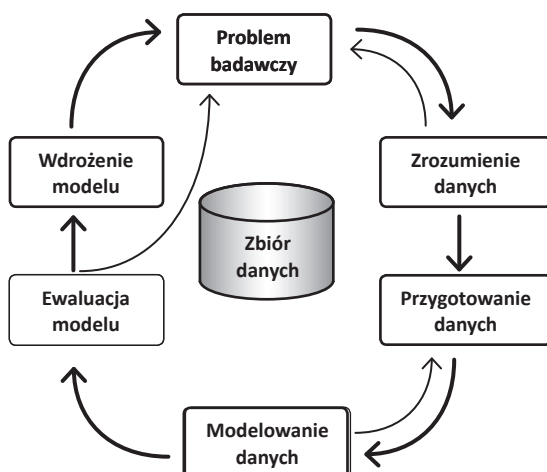 Problem
badawczy
Wdrożenie
modelu
Zrozumienie
danych
Zbiór
danych
Ewaluacja
modelu
Przygotowanie
danych
Modelowanie
danych